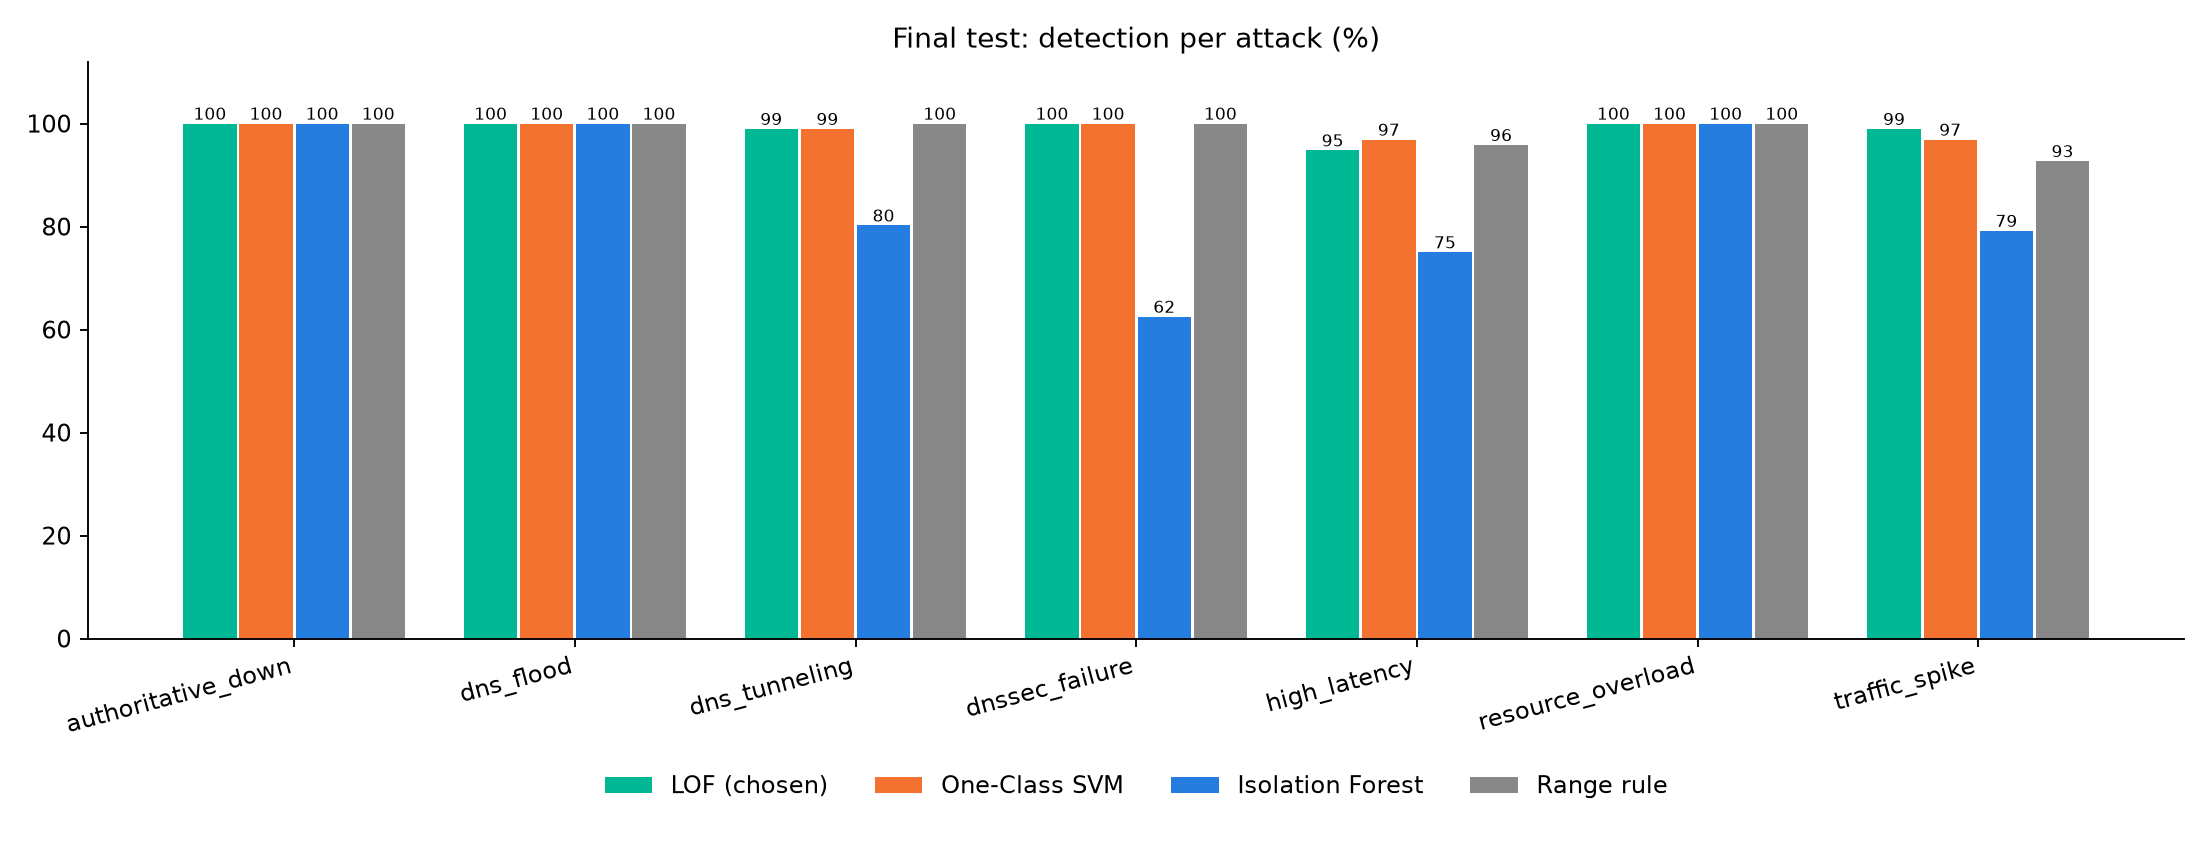 Final test: detection per attack (%)
100 100 100 100 100 100 100 100 99 99 80 100 100 100 62 100 95 97 75 96 100 100 100 100 99 97 79 93
100
80
60
40
20
0
authoritative_down dns_flood dns_tunneling dnssec_failure high_latency resource_overload traffic_spike
LOF (chosen) One-Class SVM Isolation Forest Range rule